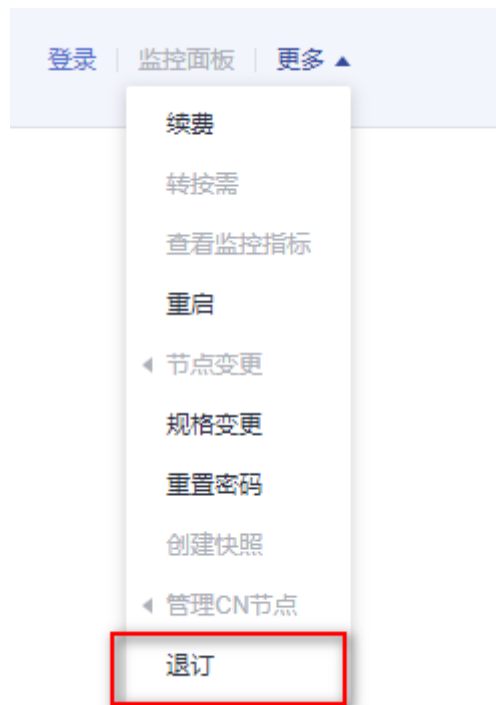 登录 监控面板 更多
续费
转按需
查看监控指标
重启
节点变更
规格变更
重置密码
创建快照
管理CN节点
退订